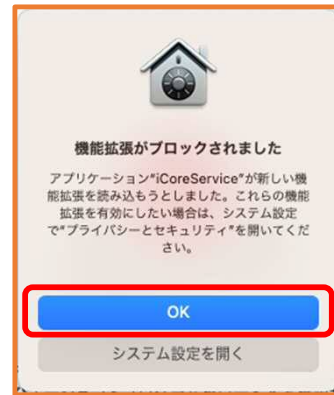 機能拡張がブロックされました
アプリケーション“iCoreService”が新しい機
能拡張を読み込もうとしました。これらの機能
拡張を有効にしたい場合は、システム設定
で“プライバシーとセキュリティ”を開いてくだ
さい。
OK
システム設定を開く